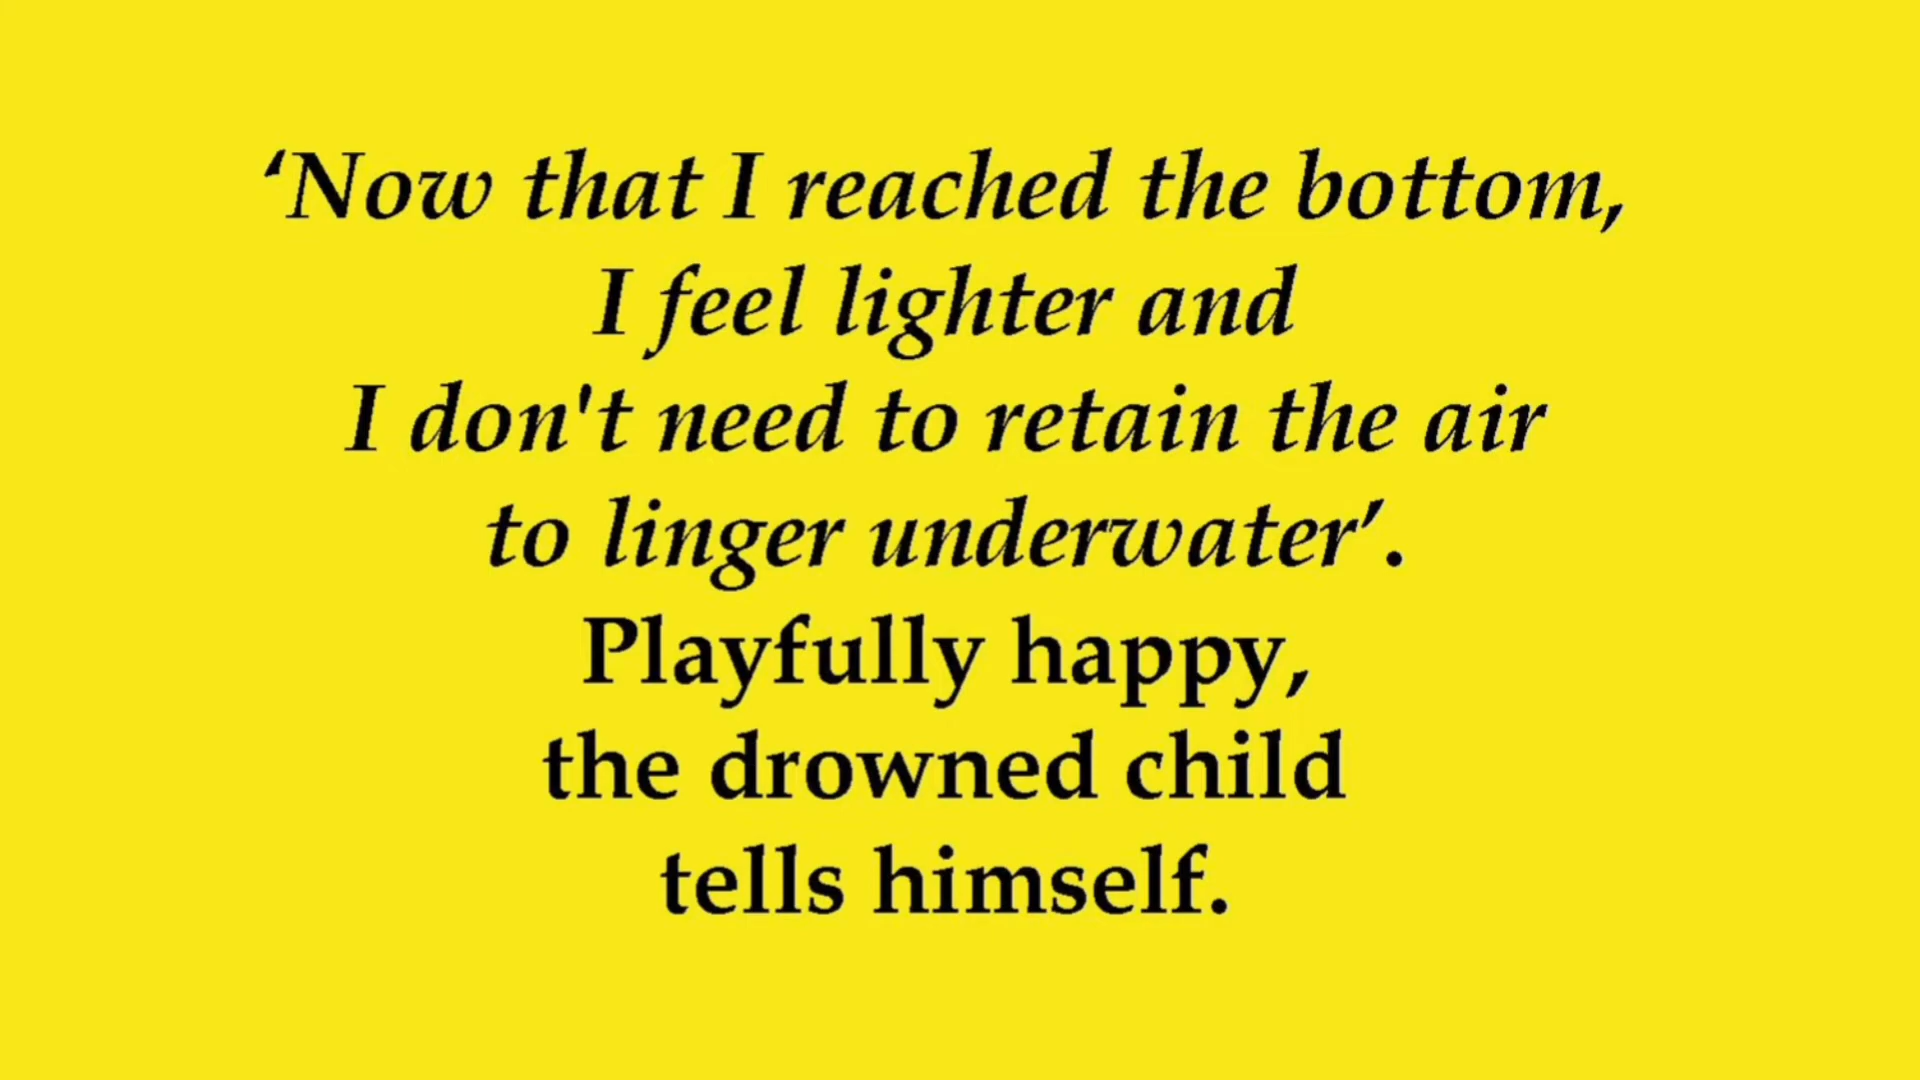 ‘Now that I reached the bottom,
I feel lighter and
I don't need to retain the air
to linger underwater’.
Playfully happy,
the drowned child
tells himself.